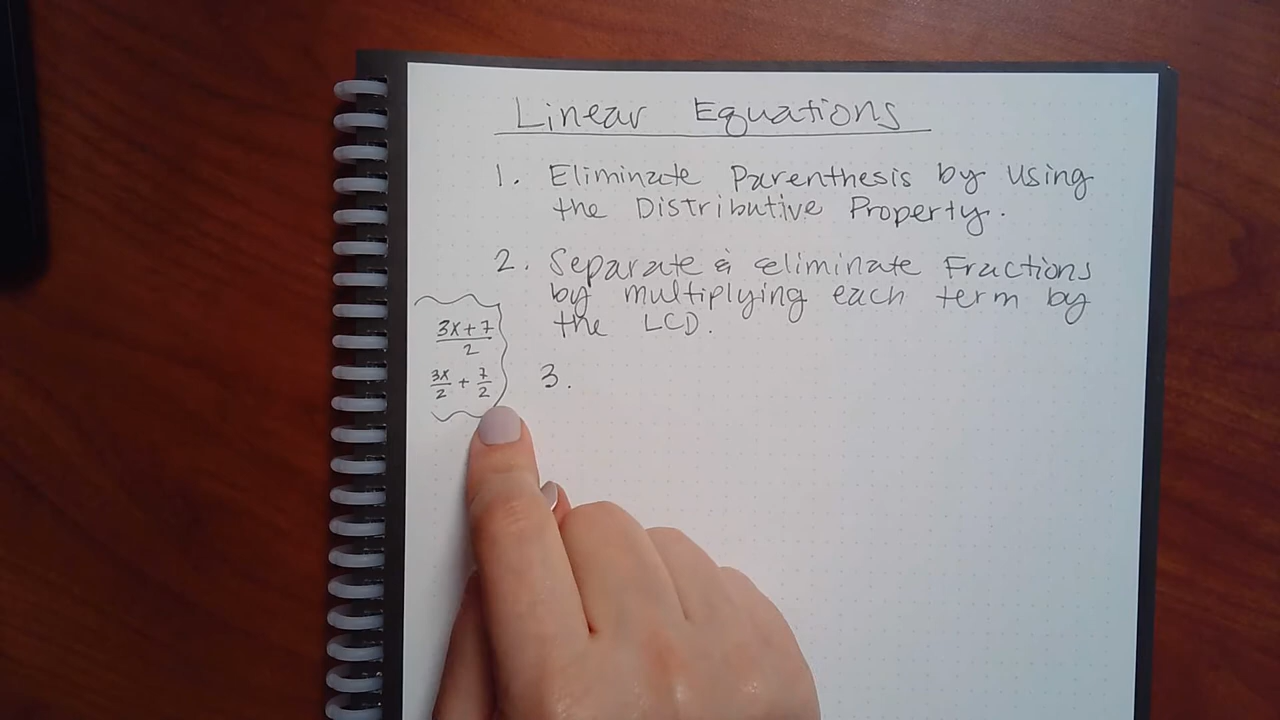 Linear Equations
1. Eliminate Parenthesis by Using
the Distributive Property.
2. Separate & eliminate Fractions
by multiplying each term by
the LCD.
3x+7
2
3x/2 + 7/2
3.